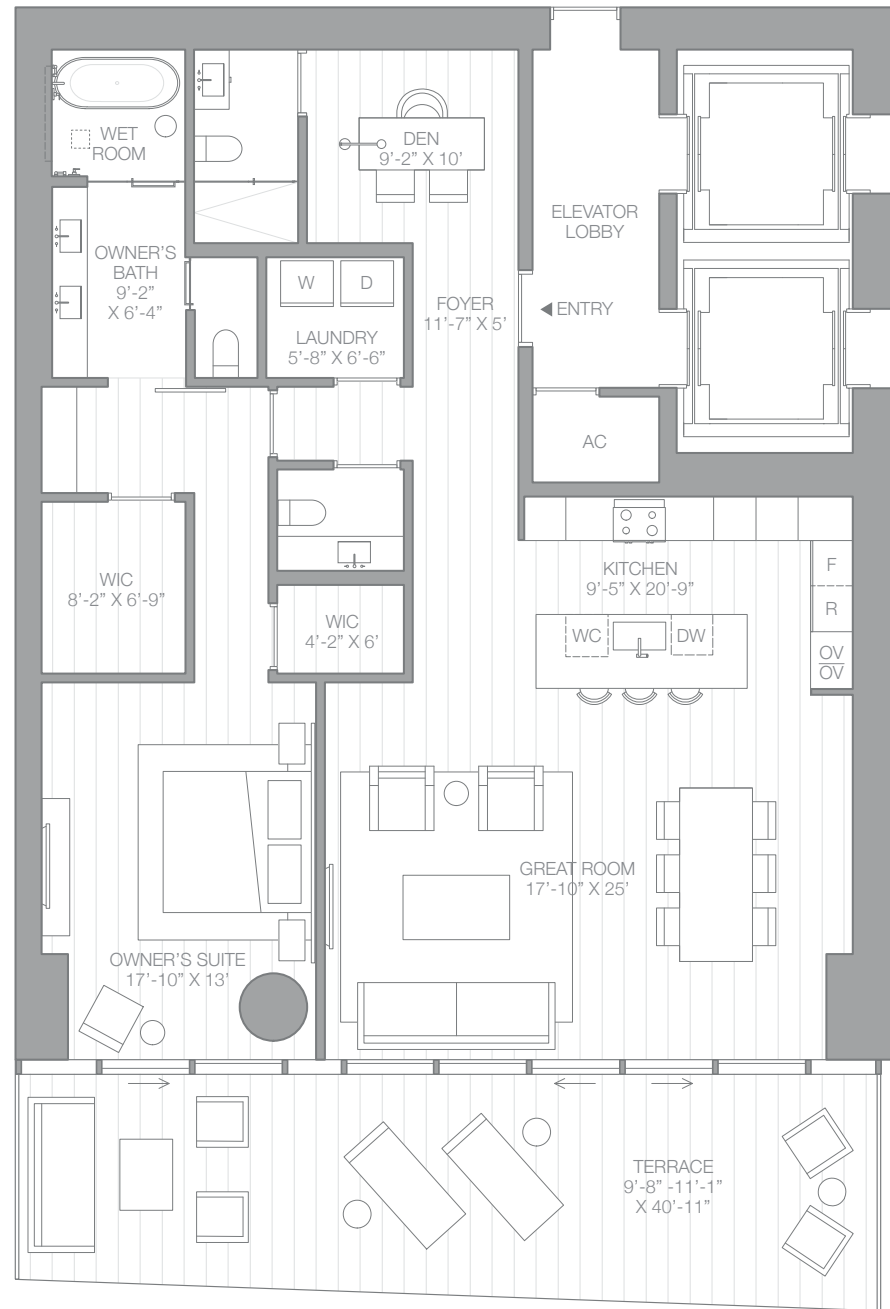 DEN
9’-2” X 10’
WET
ROOM
ELEVATOR
LOBBY
OWNER’S
BATH
9’-2”
X 6’-4”
W
D
FOYER
11’-7” X 5’
ENTRY
LAUNDRY
5’-8” X 6’-6”
AC
WIC
8’-2” X 6’-9”
KITCHEN
9’-5” X 20’-9”
F
R
WIC
4’-2” X 6’
WC
DW
OV
OV
GREAT ROOM
17’-10” X 25’
OWNER’S SUITE
17’-10” X 13’
TERRACE
9’-8” -11’-1”
X 40’-11”